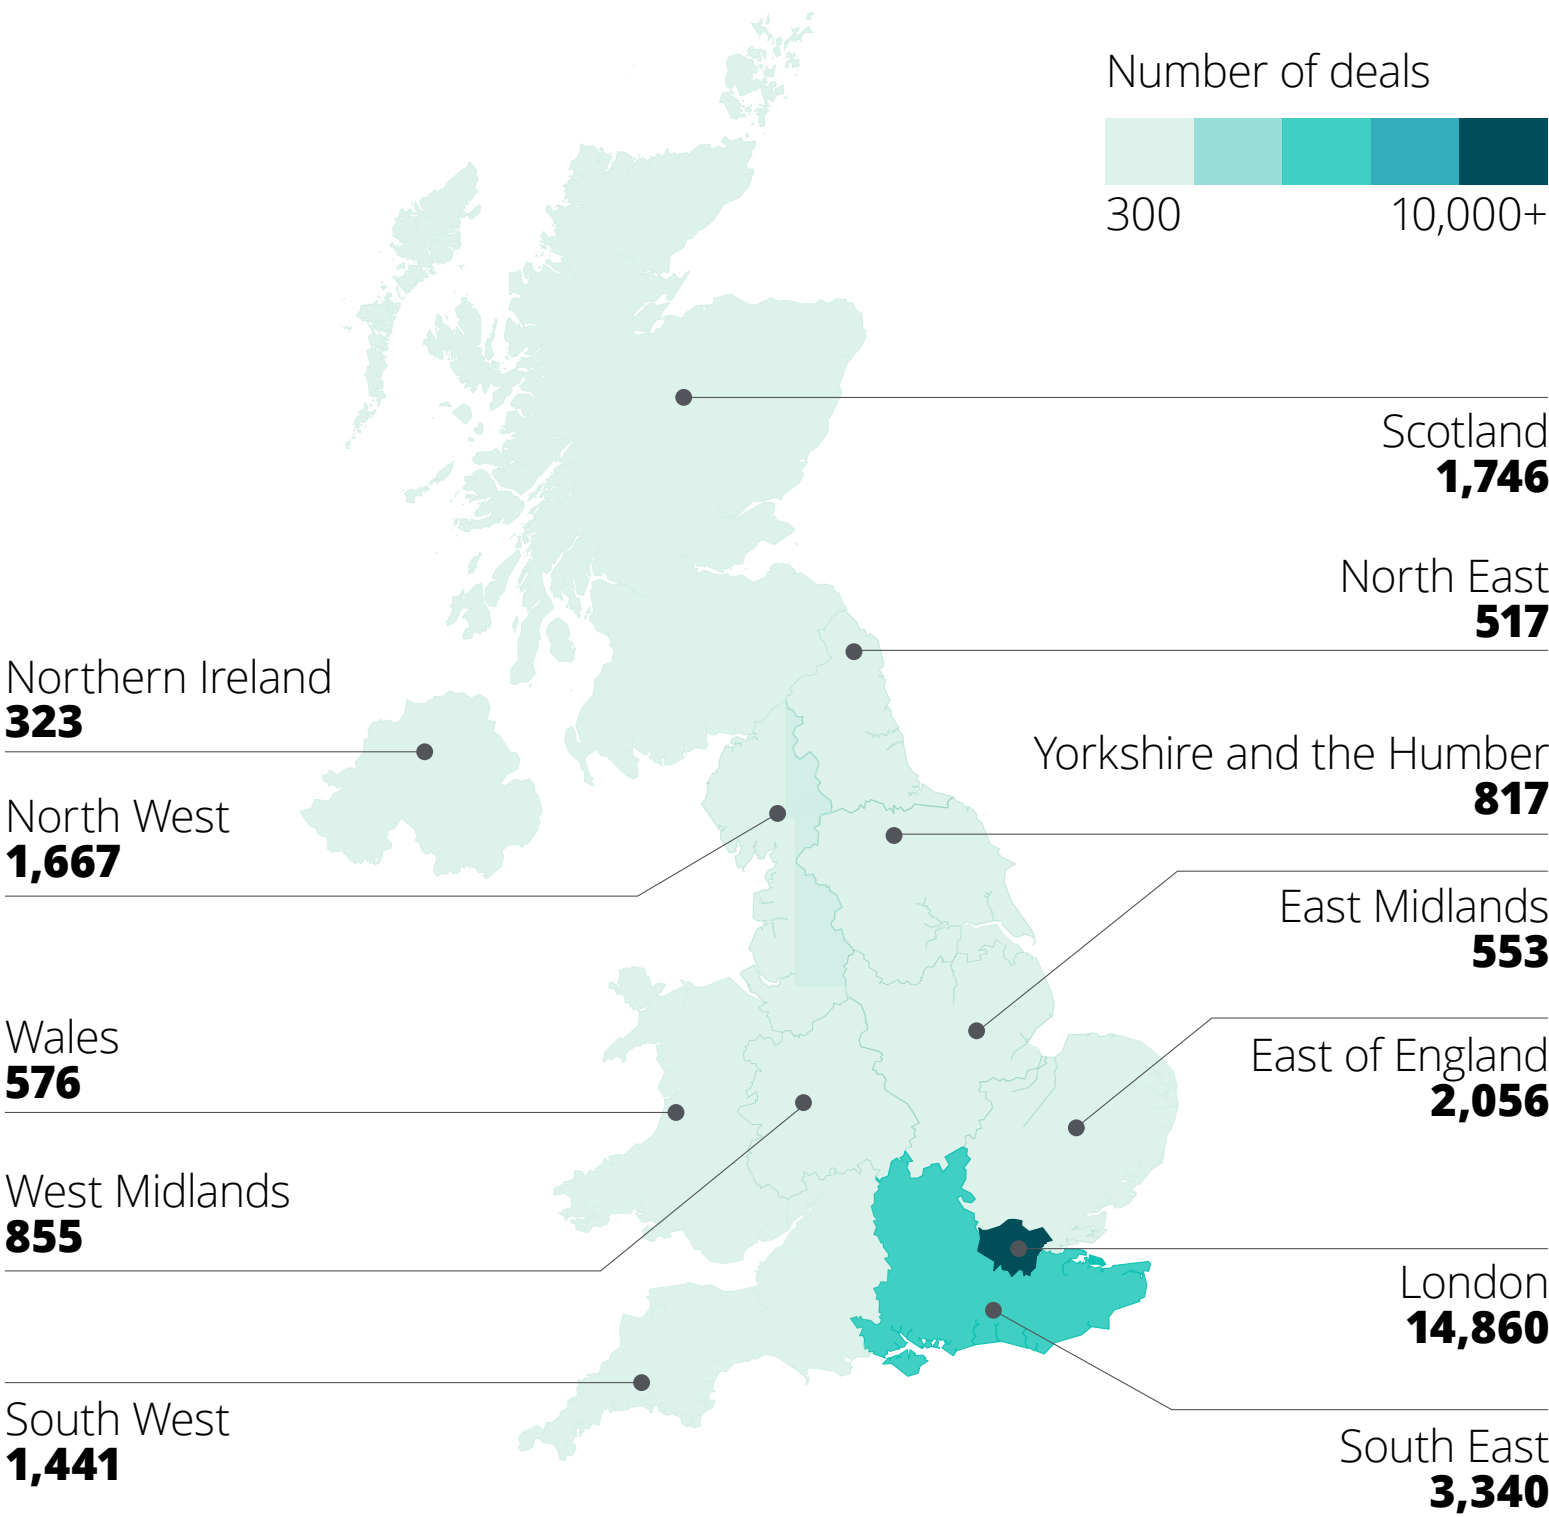 Number of deals
300
10,000+
Scotland
1,746
North East
517
Northern Ireland
323
Yorkshire and the Humber
817
North West
1,667
East Midlands
553
Wales
576
East of England
2,056
West Midlands
855
London
14,860
South West
1,441
South East
3,340